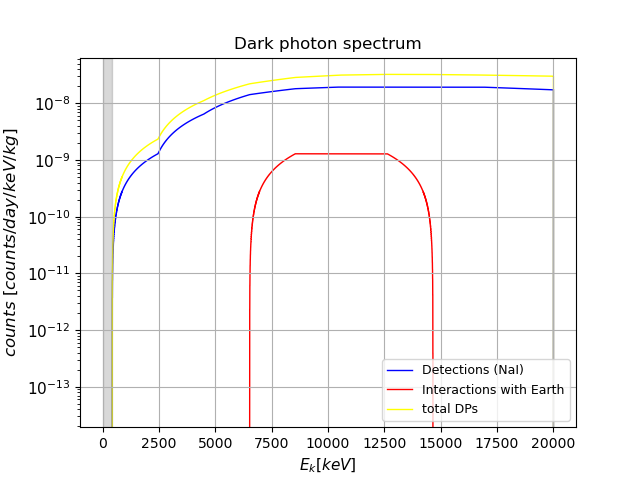 Dark photon spectrum
counts [counts/day/keV/kg]
10⁻⁸
10⁻⁹
10⁻¹⁰
10⁻¹¹
10⁻¹²
10⁻¹³
Detections (NaI)
Interactions with Earth
total DPs
0 2500 5000 7500 10000 12500 15000 17500 20000
Eₖ[keV]